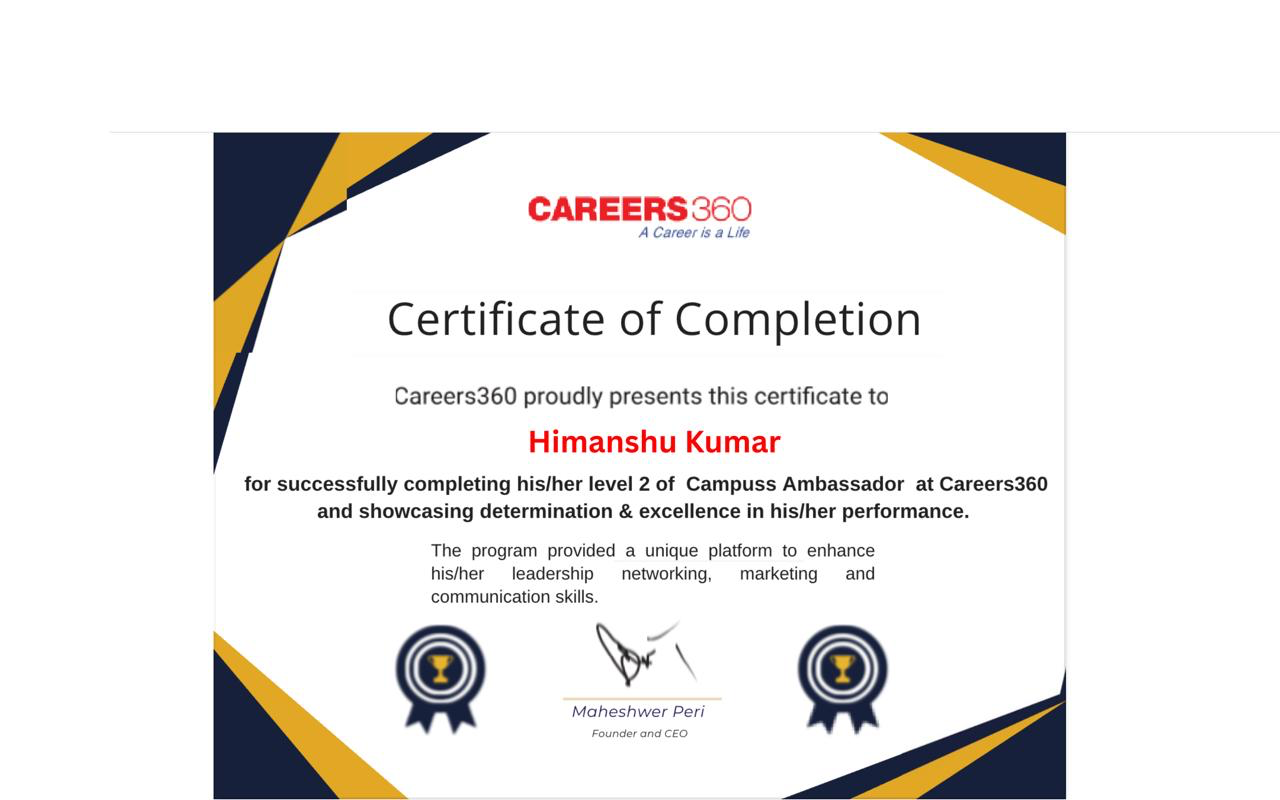 CAREERS360
A Career is a Life
Certificate of Completion
Careers360 proudly presents this certificate to
Himanshu Kumar
for successfully completing his/her level 2 of Campuss Ambassador at Careers360
and showcasing determination & excellence in his/her performance.
The program provided a unique platform to enhance
his/her leadership networking, marketing and
communication skills.
Maheshwer Peri
Founder and CEO